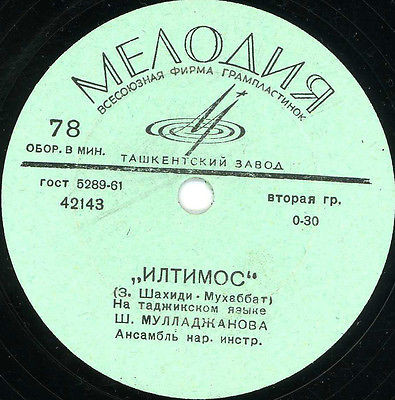 МЕЛОДИЯ
ВСЕСОЮЗНАЯ ФИРМА ГРАМПЛАСТИНОК
78
ОБОР. В МИН.
ТАШКЕНТСКИЙ ЗАВОД
ГОСТ 5289-61
42143
вторая гр.
0-30
„ИЛТИМОС“
(З. Шахиди - Мухаббат)
На таджикском языке
Ш. МУЛЛАДЖАНОВА
Ансамбль нар. инстр.